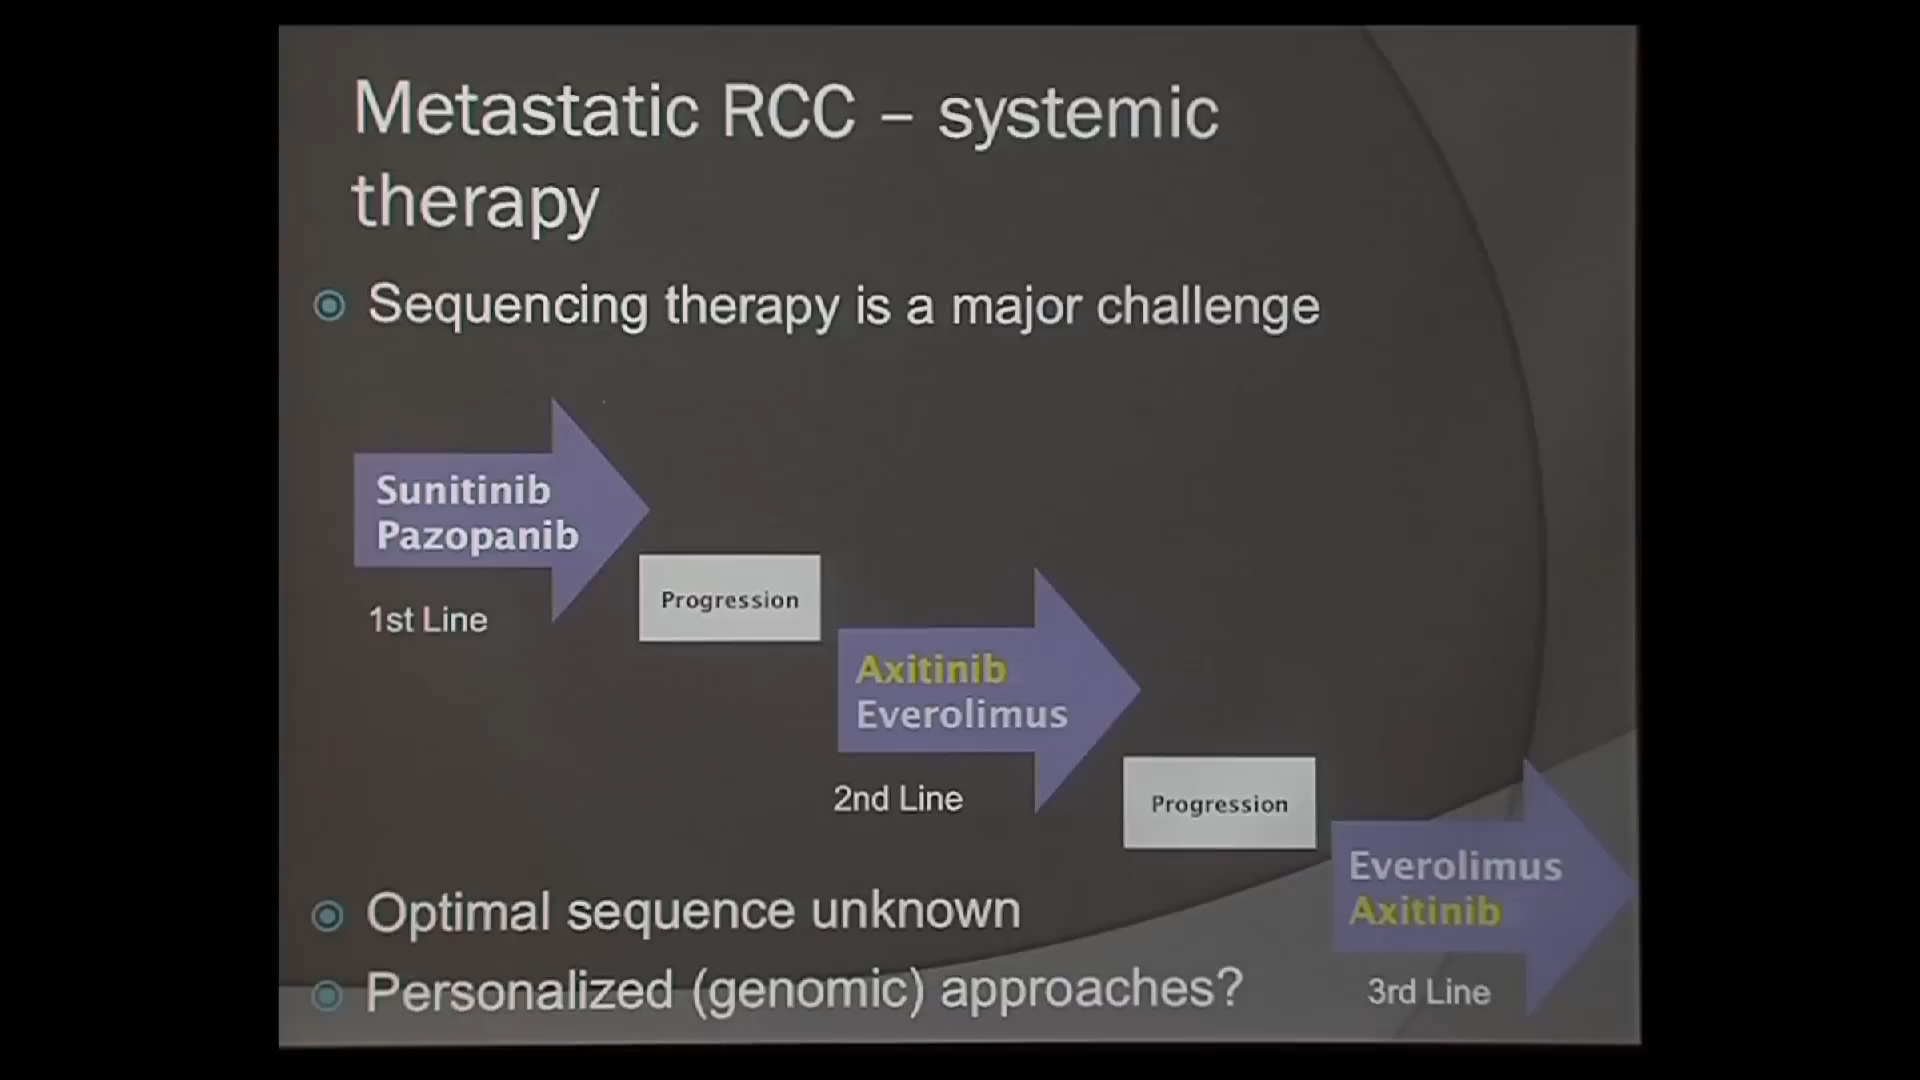 Metastatic RCC – systemic
therapy
Sequencing therapy is a major challenge
Sunitinib
Pazopanib
1st Line
Progression
Axitinib
Everolimus
2nd Line
Progression
Everolimus
Axitinib
3rd Line
Optimal sequence unknown
Personalized (genomic) approaches?